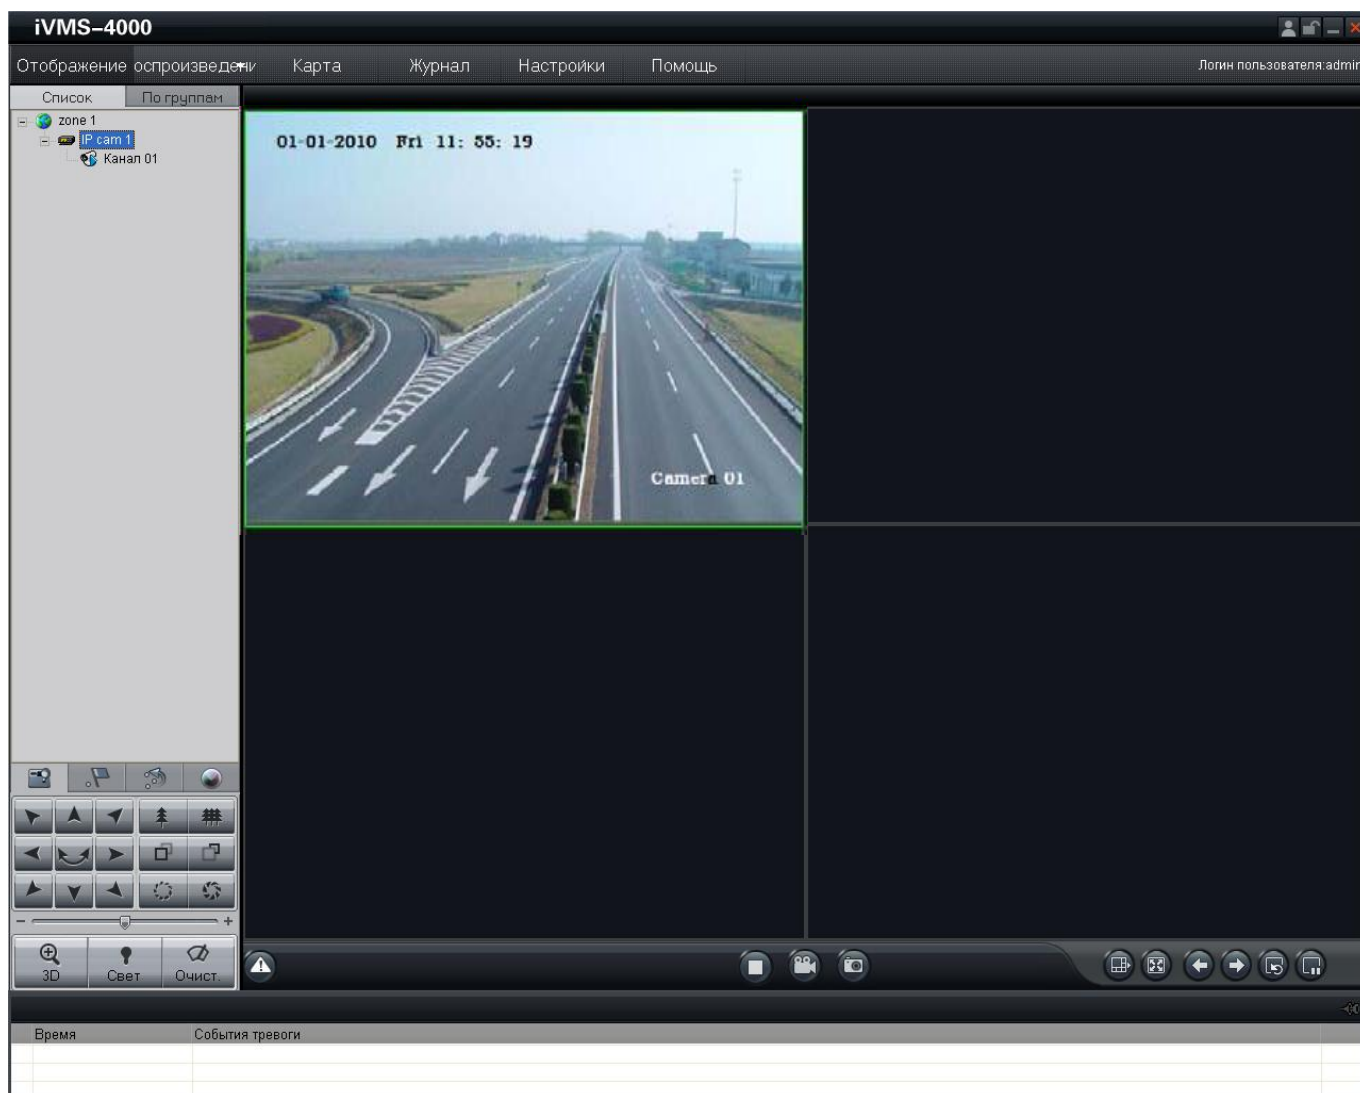 iVMS-4000
Отображение оспроизведени Карта Журнал Настройки Помощь Логин пользователя:admin
Список По группам
zone 1
IP cam 1
Канал 01
01-01-2010 Fri 11: 55: 19
Camera 01
3D Свет Очист.
Время События тревоги